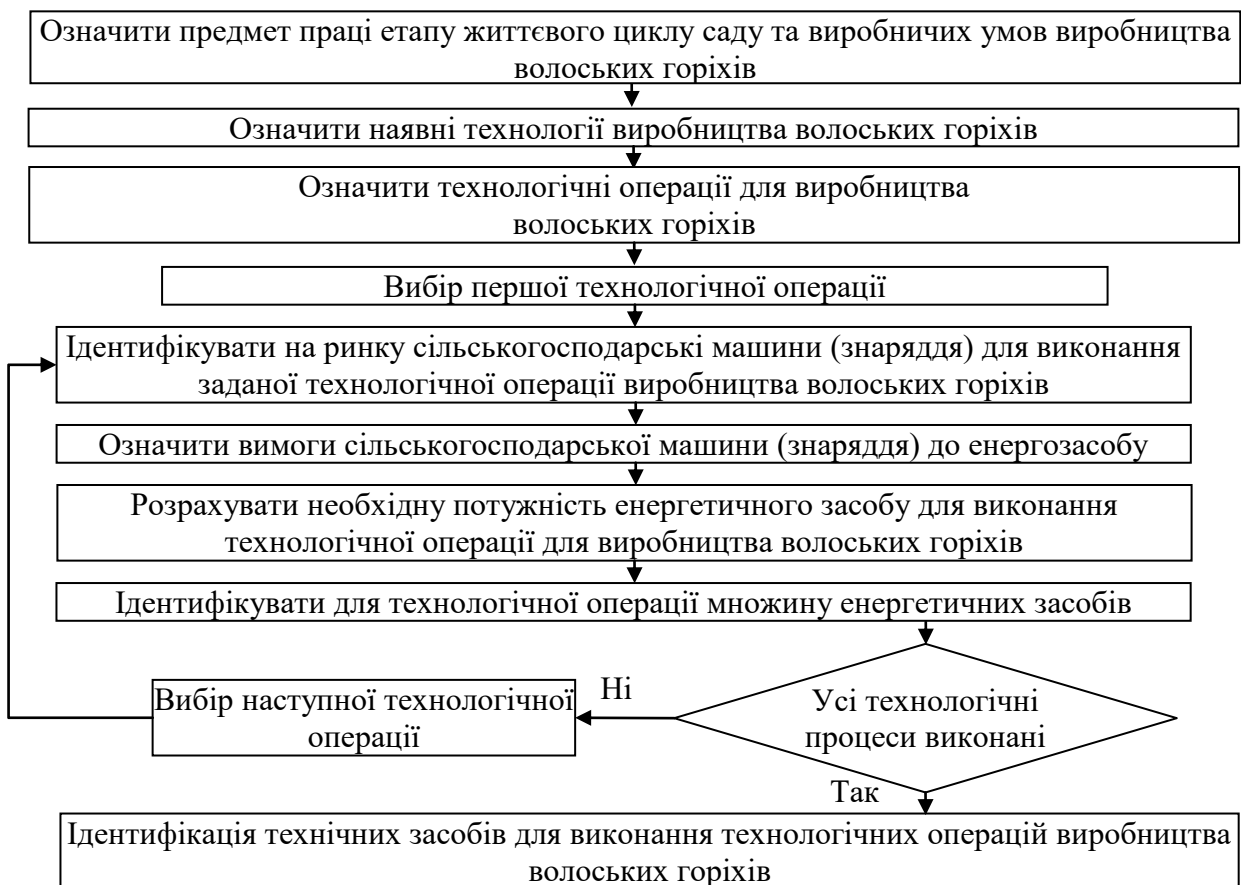 Означити предмет праці етапу життєвого циклу саду та виробничих умов виробництва
волоських горіхів
Означити наявні технології виробництва волоських горіхів
Означити технологічні операції для виробництва
волоських горіхів
Вибір першої технологічної операції
Ідентифікувати на ринку сільськогосподарські машини (знаряддя) для виконання
заданої технологічної операції виробництва волоських горіхів
Означити вимоги сільськогосподарської машини (знаряддя) до енергозасобу
Розрахувати необхідну потужність енергетичного засобу для виконання
технологічної операції для виробництва волоських горіхів
Ідентифікувати для технологічної операції множину енергетичних засобів
Усі технологічні
процеси виконані
Ні
Вибір наступної технологічної
операції
Так
Ідентифікація технічних засобів для виконання технологічних операцій виробництва
волоських горіхів